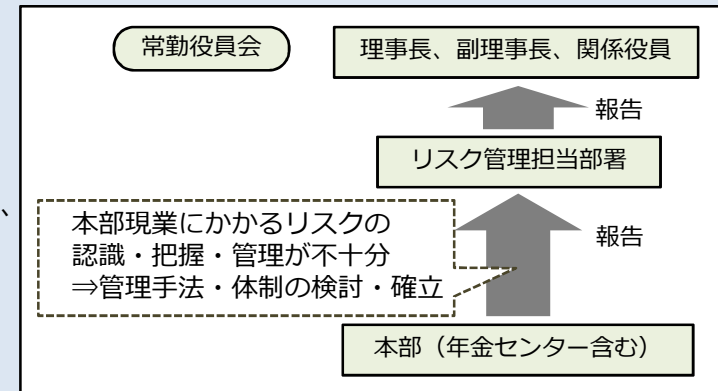 常勤役員会
理事長、副理事長、関係役員
報告
リスク管理担当部署
、
本部現業にかかるリスクの
認識・把握・管理が不十分
⇒管理手法・体制の検討・確立
報告
本部（年金センター含む）